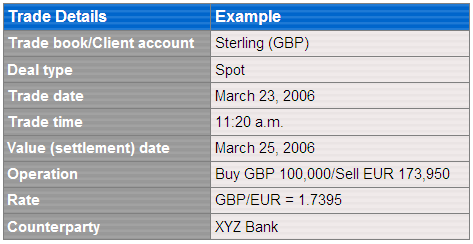 Trade Details Example
Trade book/Client account Sterling (GBP)
Deal type Spot
Trade date March 23, 2006
Trade time 11:20 a.m.
Value (settlement) date March 25, 2006
Operation Buy GBP 100,000/Sell EUR 173,950
Rate GBP/EUR = 1.7395
Counterparty XYZ Bank